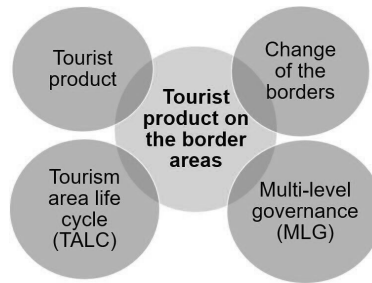 Tourist
product
Change
of the
borders
Tourist
product on
the border
areas
Tourism
area life
cycle
(TALC)
Multi-level
governance
(MLG)